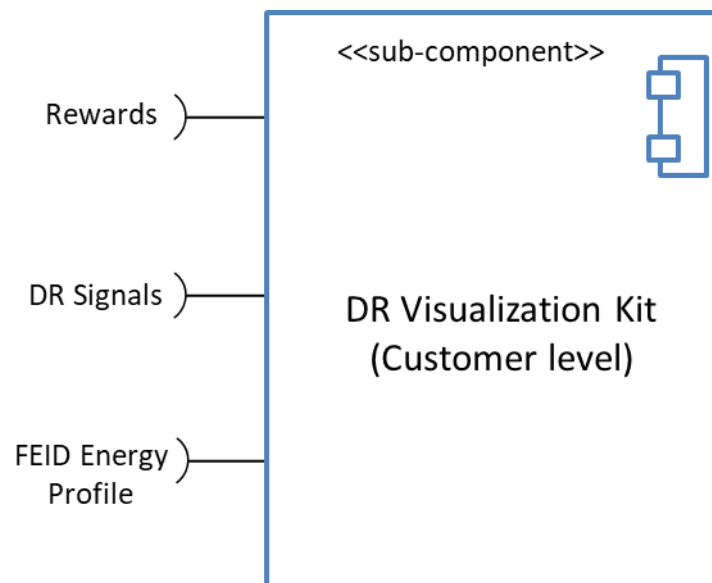 <<sub-component>>
Rewards
DR Signals
DR Visualization Kit
(Customer level)
FEID Energy
Profile